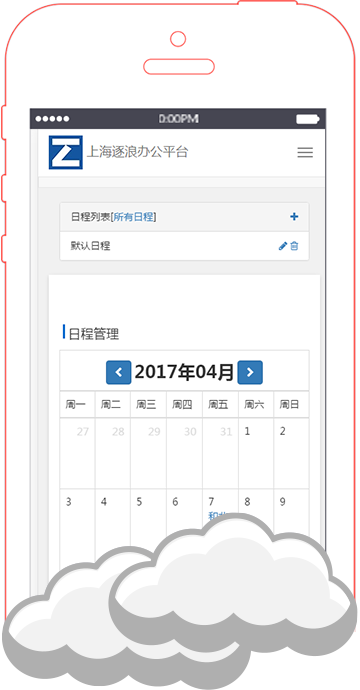 0:00PM
上海逐浪办公平台
日程列表[所有日程]
默认日程
日程管理
2017年04月
周一 周二 周三 周四 周五 周六 周日
27 28 29 30 31 1 2
3 4 5 6 7 8 9